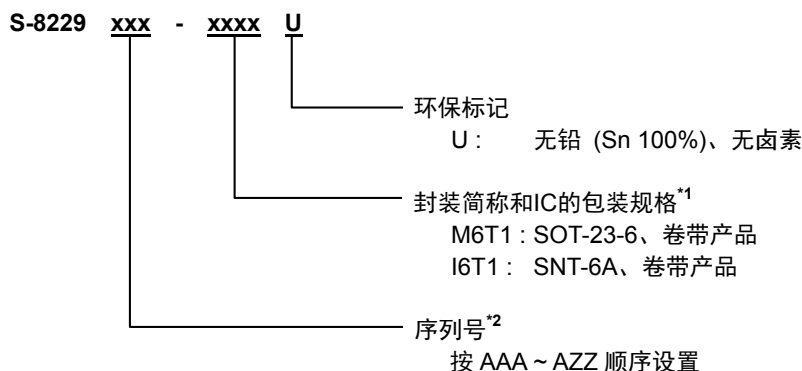 S-8229 xxx - xxxx U
环保标记
U : 无铅 (Sn 100%)、无卤素
封装简称和IC的包装规格*1
M6T1 : SOT-23-6、卷带产品
I6T1 : SNT-6A、卷带产品
序列号*2
按 AAA ~ AZZ 顺序设置